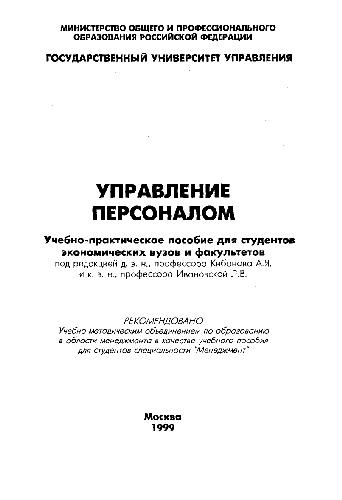 МИНИСТЕРСТВО ОБЩЕГО И ПРОФЕССИОНАЛЬНОГО
ОБРАЗОВАНИЯ РОССИЙСКОЙ ФЕДЕРАЦИИ
ГОСУДАРСТВЕННЫЙ УНИВЕРСИТЕТ УПРАВЛЕНИЯ
УПРАВЛЕНИЕ
ПЕРСОНАЛОМ
Учебно-практическое пособие для студентов
экономических вузов и факультетов
под редакцией д. э. н., профессора Кибанова А.Я.
и к. э. н., профессора Ивановской Л.В.
РЕКОМЕНДОВАНО
Учебно-методическим объединением по образованию
в области менеджмента в качестве учебного пособия
для студентов специальности "Менеджмент"
Москва
1999